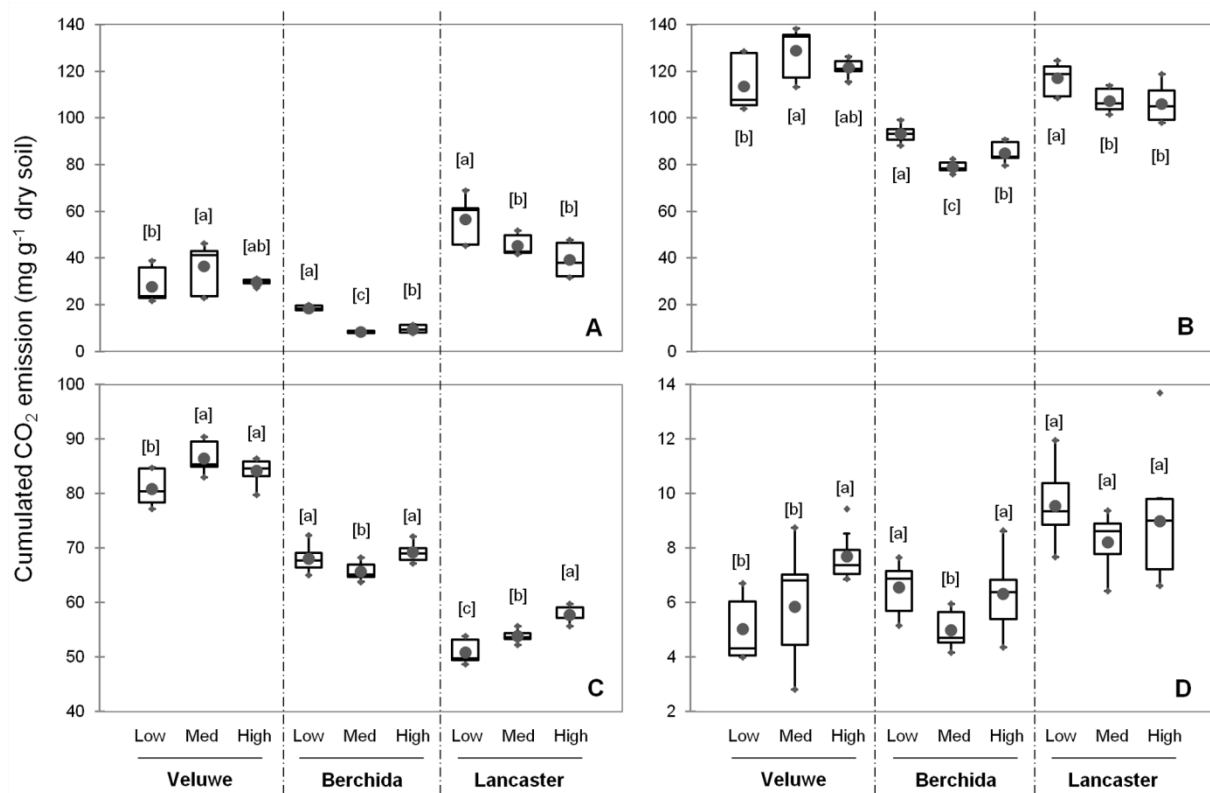 Cumulated CO₂ emission (mg g⁻¹ dry soil)
140
120
100
80
60
40
20
0
[b]
[a]
[ab]
[a]
[c]
[b]
[a]
[b]
[b]
A
140
120
100
80
60
40
20
0
[b]
[a]
[ab]
[a]
[c]
[b]
[a]
[b]
[b]
B
100
90
80
70
60
50
40
[b]
[a]
[a]
[a]
[b]
[a]
[c]
[b]
[a]
C
Low Med High Low Med High Low Med High
Veluwe Berchida Lancaster
14
12
10
8
6
4
2
[b]
[b]
[a]
[a]
[b]
[a]
[a]
[a]
[a]
D
Low Med High Low Med High Low Med High
Veluwe Berchida Lancaster